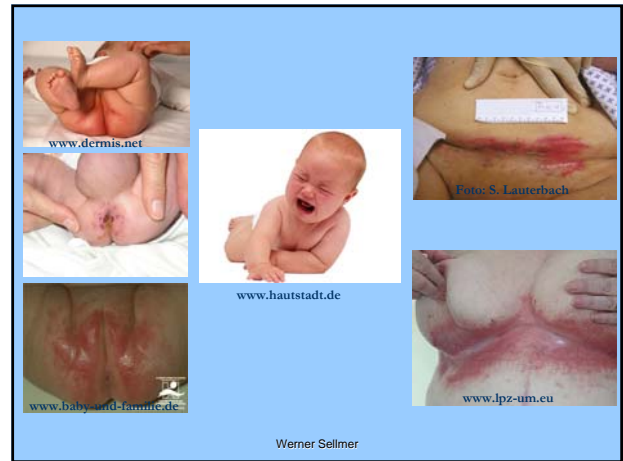 www.dermis.net
Foto: S. Lauterbach
www.hautstadt.de
www.baby-und-familie.de
www.lpz-um.eu
Werner Sellmer